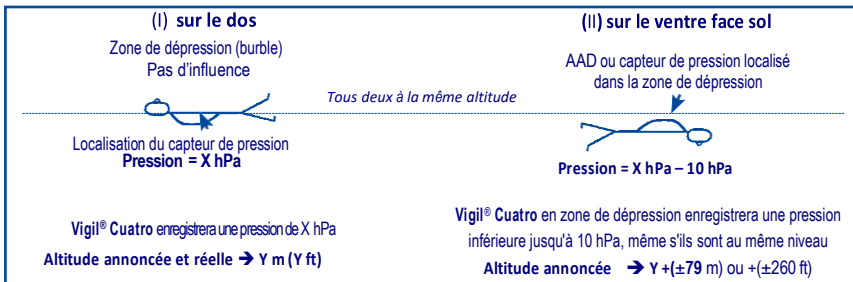 (I) sur le dos
Zone de dépression (burble)
Pas d'influence
Localisation du capteur de pression
Pression = X hPa
Vigil® Cuatro enregistrera une pression de X hPa
Altitude annoncée et réelle ➔ Y m (Y ft)
Tous deux à la même altitude
(II) sur le ventre face sol
AAD ou capteur de pression localisé
dans la zone de dépression
Pression = X hPa – 10 hPa
Vigil® Cuatro en zone de dépression enregistrera une pression
inférieure jusqu'à 10 hPa, même s'ils sont au même niveau
Altitude annoncée ➔ Y +(±79 m) ou +(±260 ft)